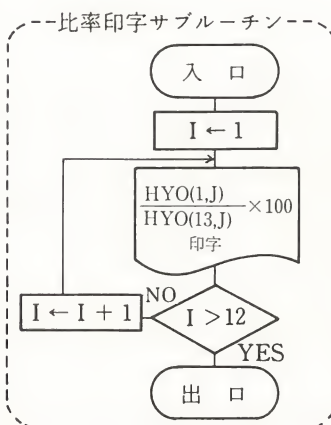 比率印字サブルーチン
入口
I←1
HYO(1,J)
HYO(13,J)
×100
印字
I>12
NO
I←I+1
YES
出口